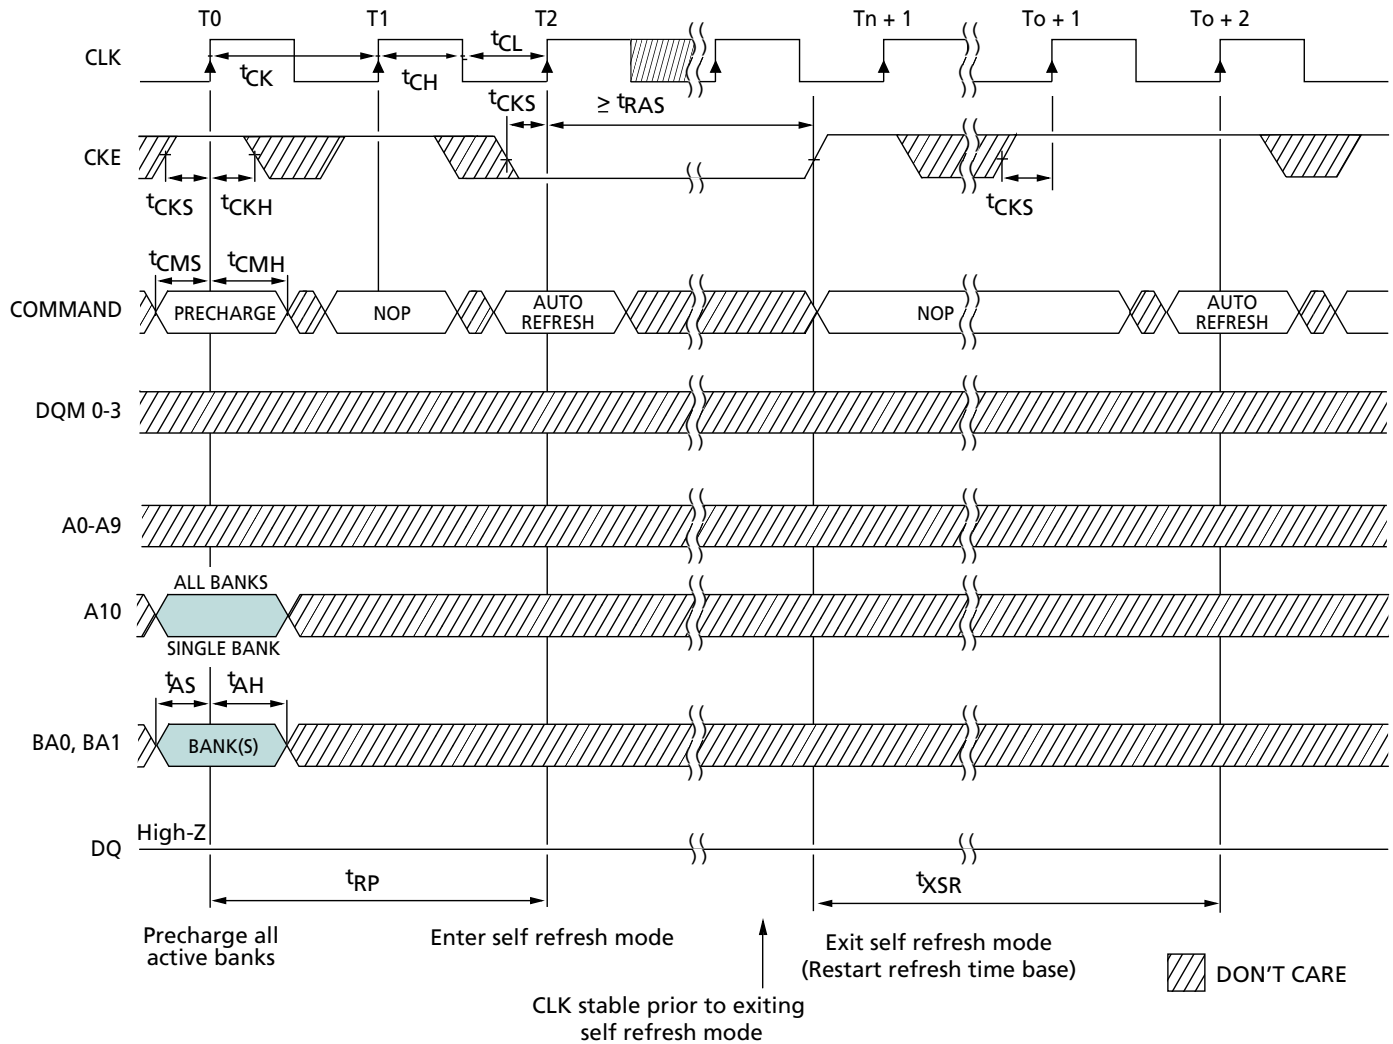 T0 T1 T2 Tn + 1 To + 1 To + 2
CLK
tCK tCH tCL
tCKS ≥ tRAS
CKE
tCKS tCKH tCKS
tCMS tCMH
COMMAND PRECHARGE NOP AUTO REFRESH NOP AUTO REFRESH
DQM 0-3
A0-A9
ALL BANKS
A10
SINGLE BANK
tAS tAH
BA0, BA1 BANK(S)
High-Z
DQ
tRP tXSR
Precharge all
active banks
Enter self refresh mode
Exit self refresh mode
(Restart refresh time base)
DON'T CARE
CLK stable prior to exiting
self refresh mode